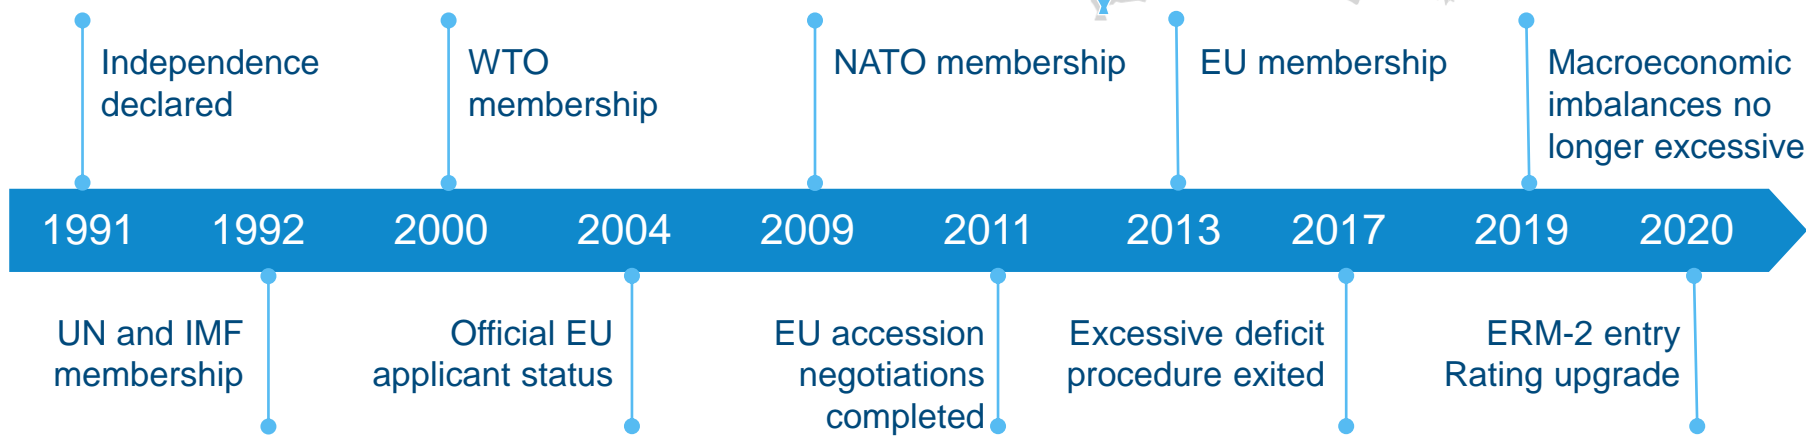 Independence
declared
WTO
membership
NATO membership
EU membership
Macroeconomic
imbalances no
longer excessive
1991 1992 2000 2004 2009 2011 2013 2017 2019 2020
UN and IMF
membership
Official EU
applicant status
EU accession
negotiations
completed
Excessive deficit
procedure exited
ERM-2 entry
Rating upgrade